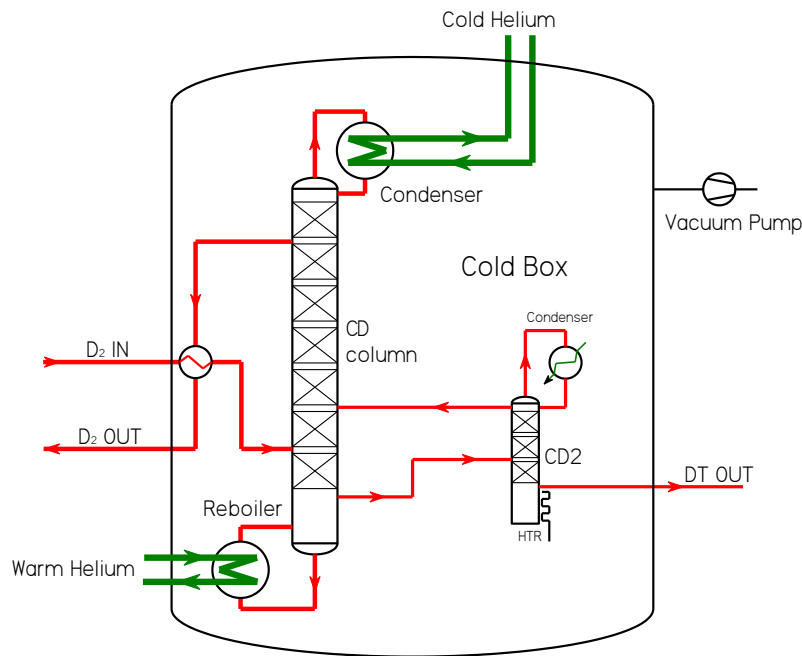 Cold Helium
Condenser
Vacuum Pump
Cold Box
Condenser
CD
column
D₂ IN
D₂ OUT
CD2
DT OUT
Reboiler
HTR
Warm Helium